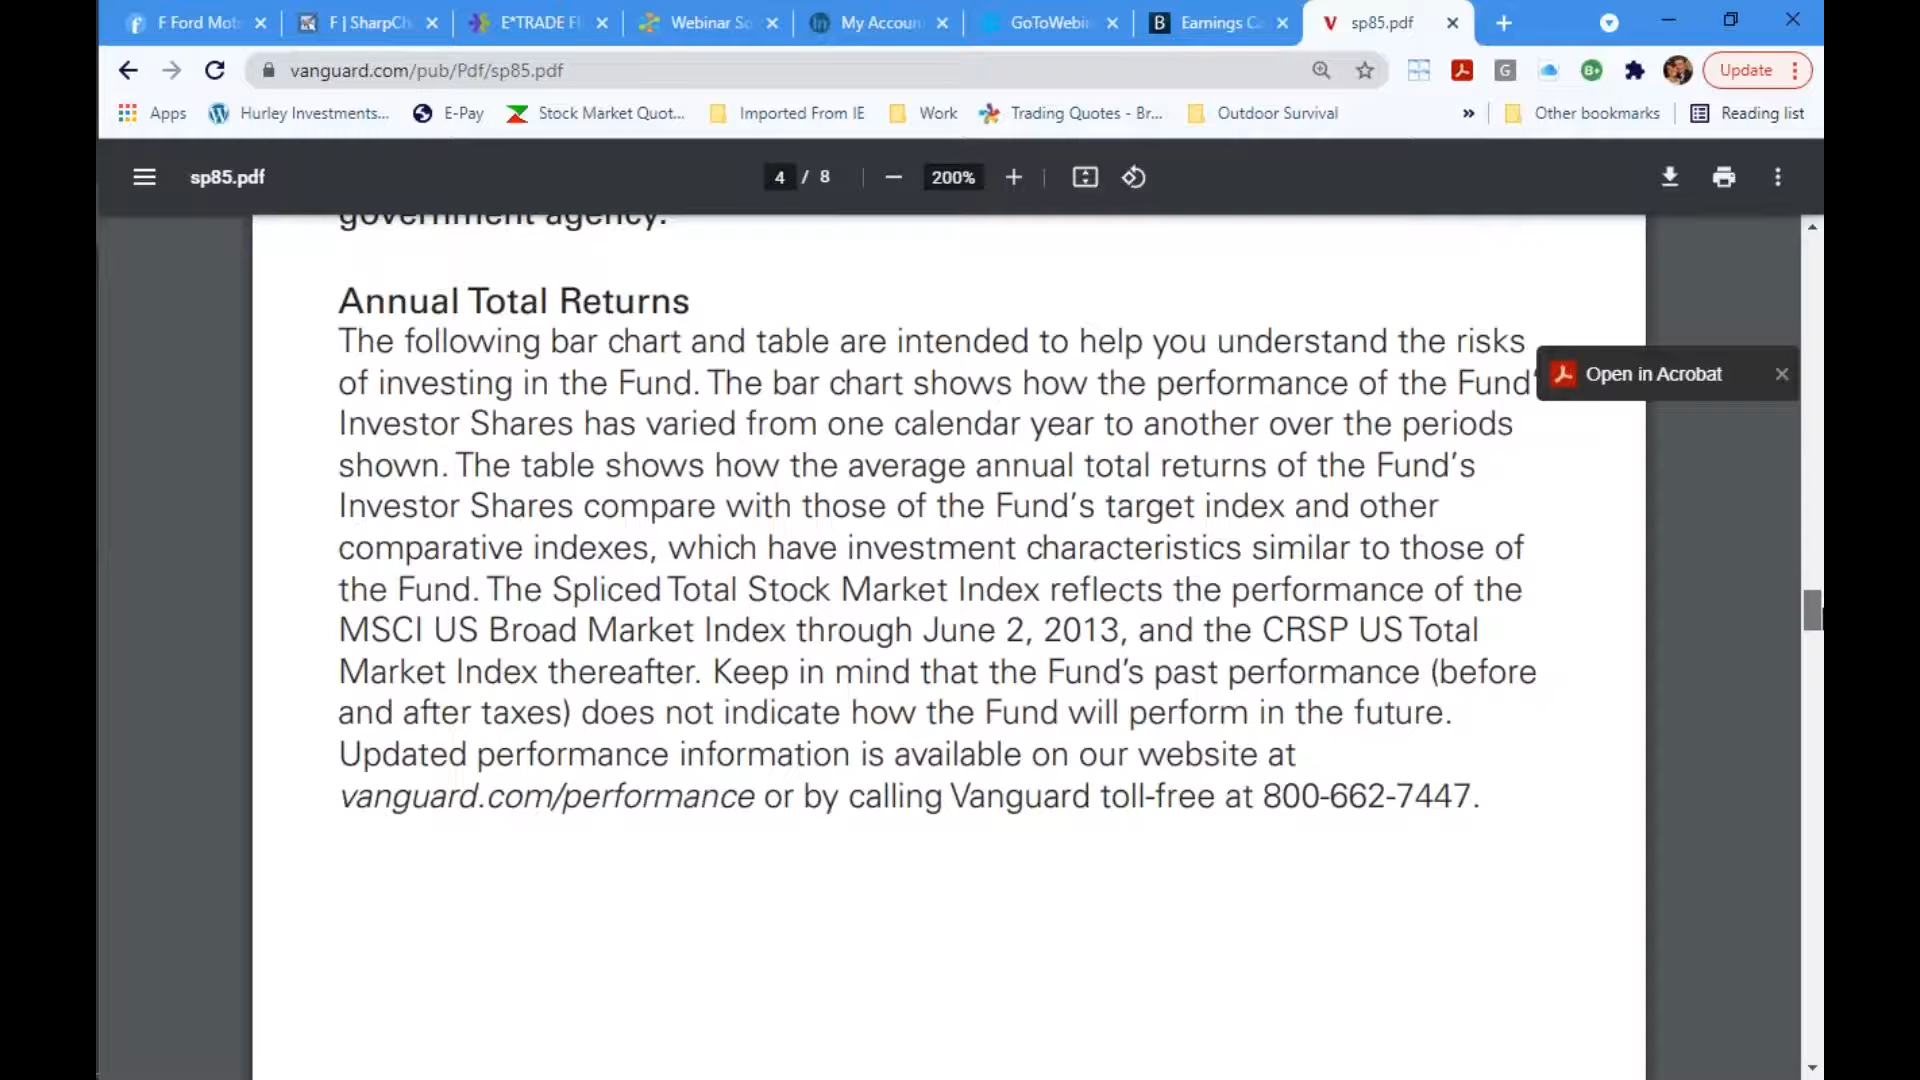 F Ford Mot
F | SharpCh
E*TRADE Fi
Webinar So
My Accoun
GoToWebin
Earnings Ca
sp85.pdf
vanguard.com/pub/Pdf/sp85.pdf
Update
Apps
Hurley Investments...
E-Pay
Stock Market Quot...
Imported From IE
Work
Trading Quotes - Br...
Outdoor Survival
»
Other bookmarks
Reading list
sp85.pdf
4 / 8
200%
government agency.
Annual Total Returns
The following bar chart and table are intended to help you understand the risks
of investing in the Fund. The bar chart shows how the performance of the Fund'
Open in Acrobat
Investor Shares has varied from one calendar year to another over the periods
shown. The table shows how the average annual total returns of the Fund's
Investor Shares compare with those of the Fund's target index and other
comparative indexes, which have investment characteristics similar to those of
the Fund. The Spliced Total Stock Market Index reflects the performance of the
MSCI US Broad Market Index through June 2, 2013, and the CRSP US Total
Market Index thereafter. Keep in mind that the Fund's past performance (before
and after taxes) does not indicate how the Fund will perform in the future.
Updated performance information is available on our website at
vanguard.com/performance or by calling Vanguard toll-free at 800-662-7447.